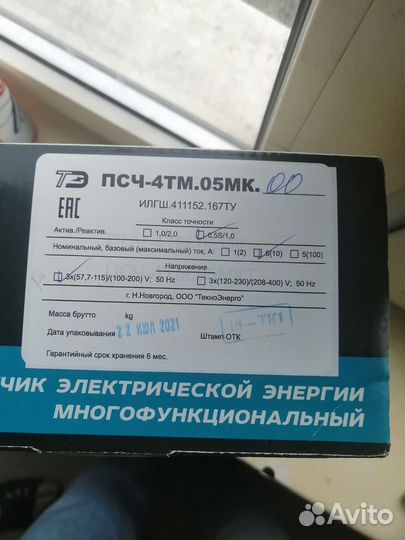 ТЭ ПСЧ-4ТМ.05МК.00
ЕАС
ИЛГШ.411152.167ТУ
Класс точности
Актив./Реактив. 1,0/2,0 0,5S/1,0
Номинальный, базовый (максимальный) ток, А: 1(2) 5(10) 5(100)
Напряжение
3x(57,7-115)/(100-200) V; 50 Hz 3x(120-230)/(208-400) V; 50 Hz
г. Н.Новгород, ООО "ТехноЭнерго"
Масса брутто kg
Дата упаковывания 22 ИЮЛ 2021 Штамп ОТК
Гарантийный срок хранения 6 мес.
ЧИК ЭЛЕКТРИЧЕСКОЙ ЭНЕРГИИ
МНОГОФУНКЦИОНАЛЬНЫЙ
Avito